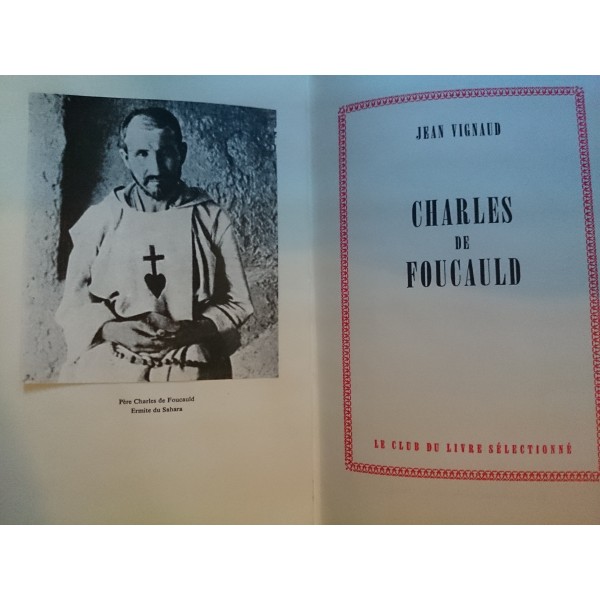 Père Charles de Foucauld
Ermite du Sahara
JEAN VIGNAUD
CHARLES
DE
FOUCAULD
LE CLUB DU LIVRE SÉLECTIONNÉ